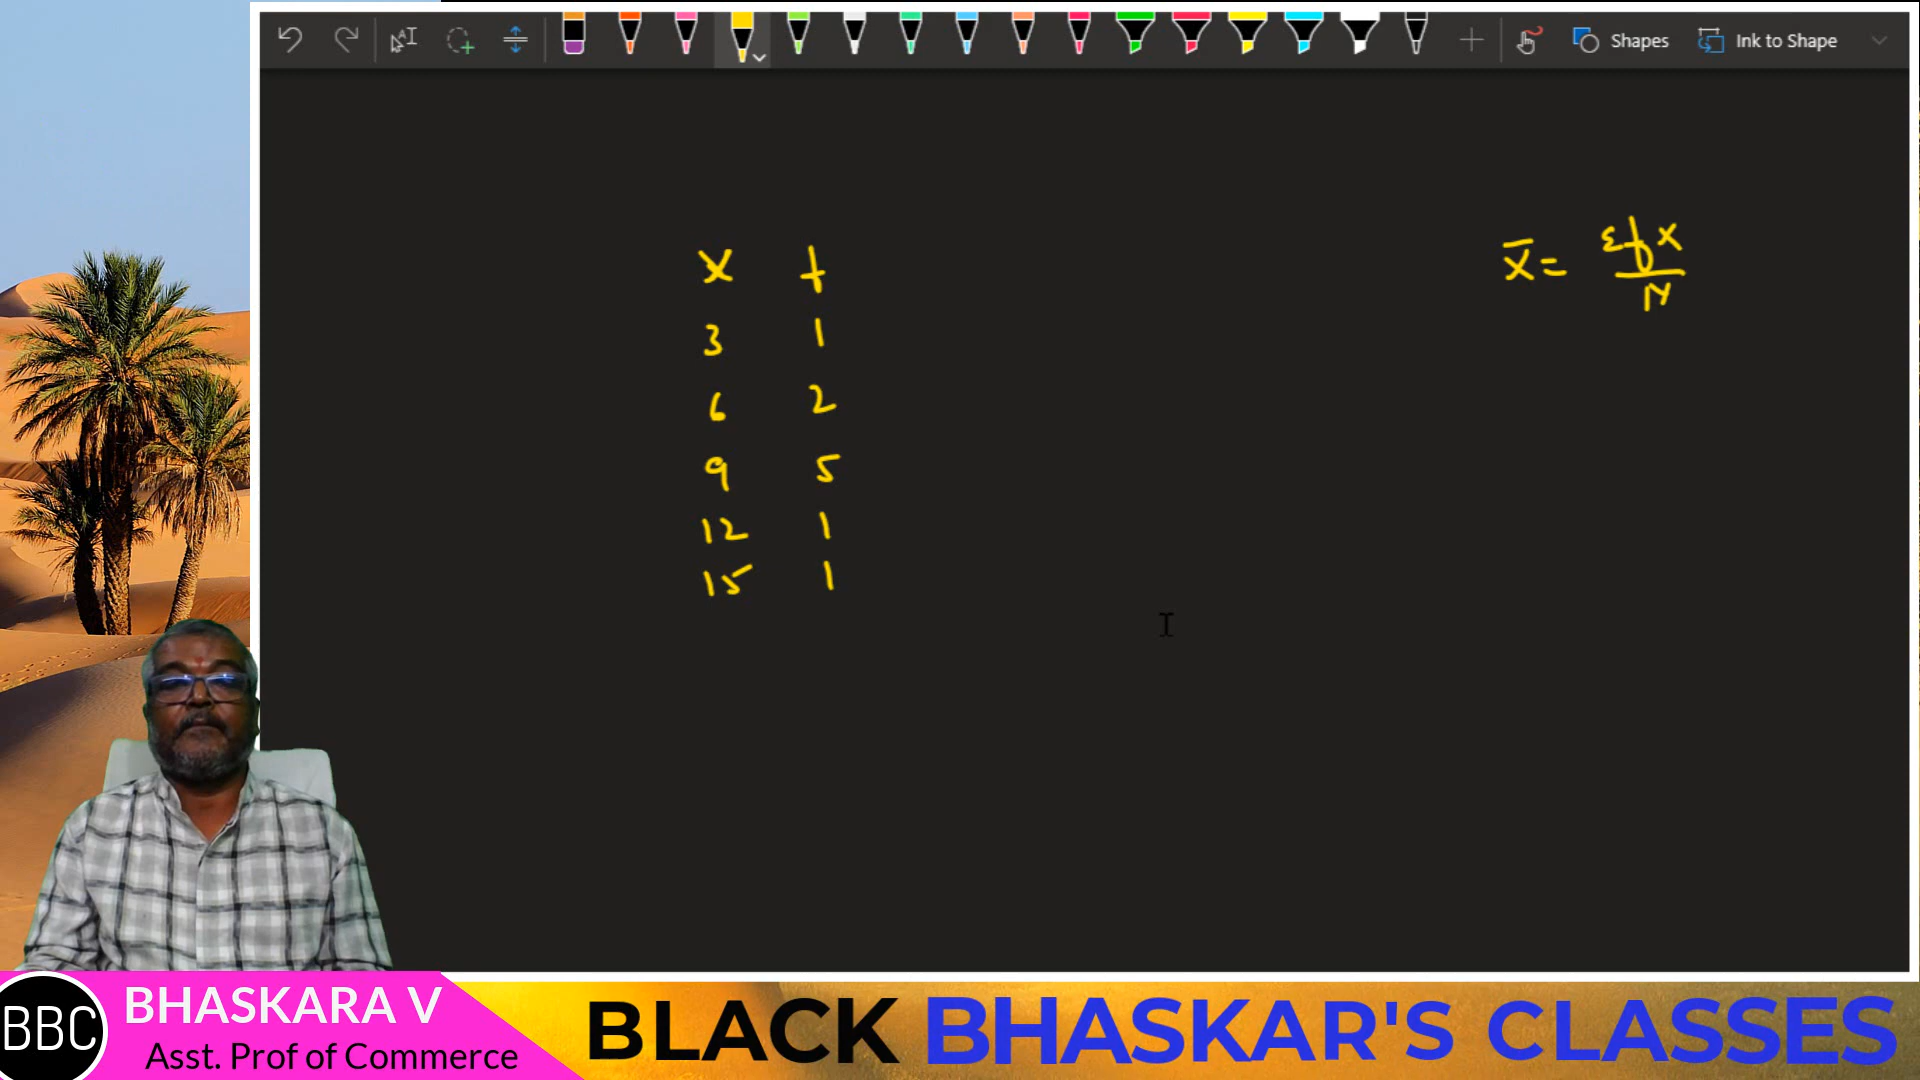 Shapes
Ink to Shape
X f
3 1
6 2
9 5
12 1
15 1
X̄ = Σfx / N
BBC
BHASKARA V
Asst. Prof of Commerce
BLACK BHASKAR'S CLASSES